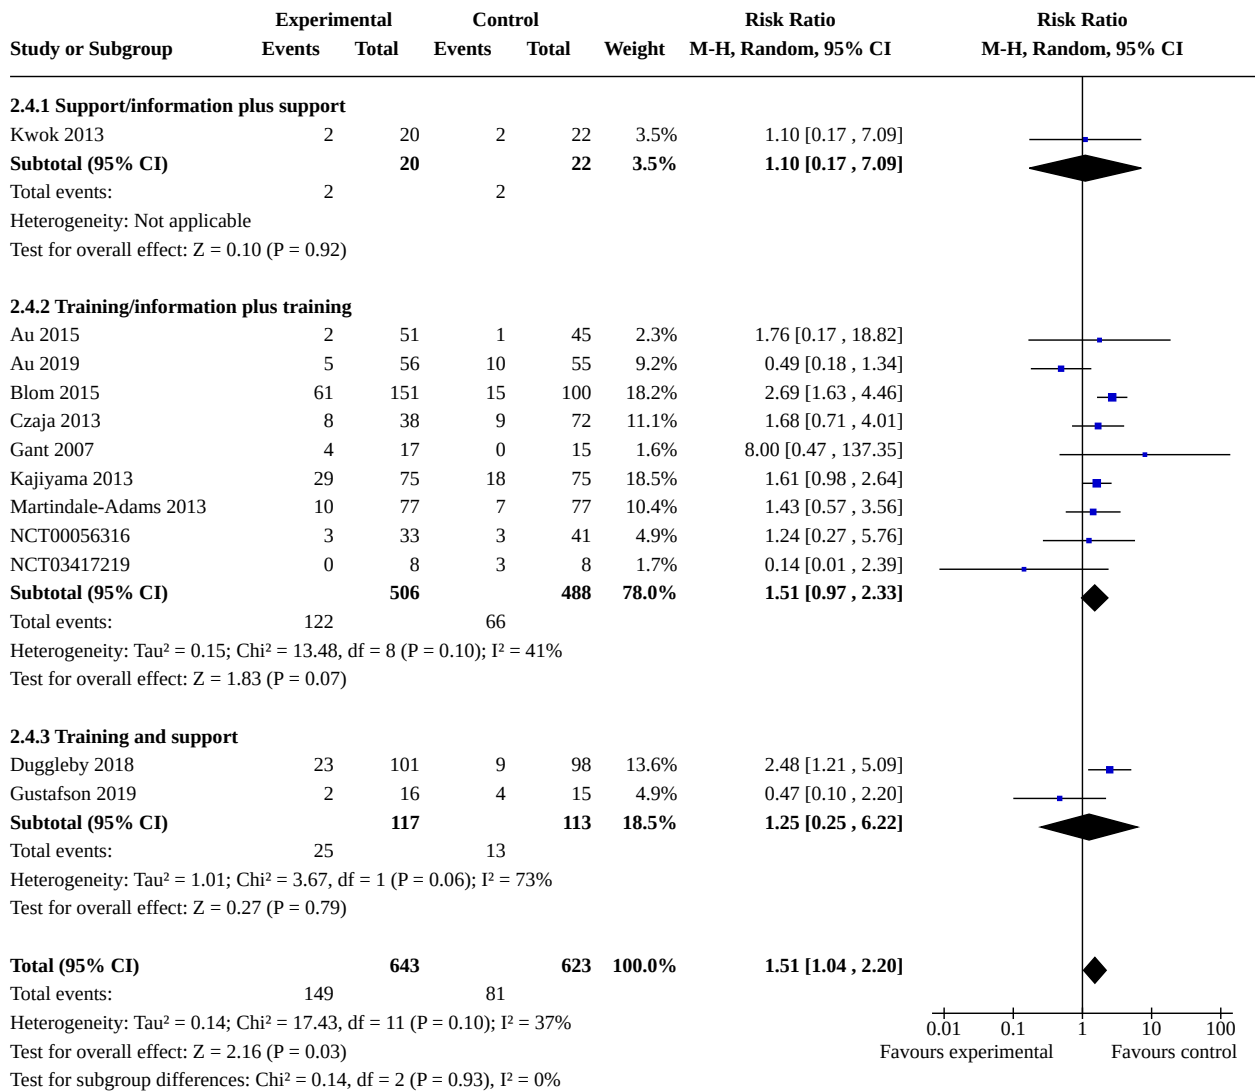 Experimental Control Risk Ratio Risk Ratio
Study or Subgroup Events Total Events Total Weight M-H, Random, 95% CI M-H, Random, 95% CI
2.4.1 Support/information plus support
Kwok 2013 2 20 2 22 3.5% 1.10 [0.17 , 7.09]
Subtotal (95% CI) 20 22 3.5% 1.10 [0.17 , 7.09]
Total events: 2 2
Heterogeneity: Not applicable
Test for overall effect: Z = 0.10 (P = 0.92)
2.4.2 Training/information plus training
Au 2015 2 51 1 45 2.3% 1.76 [0.17 , 18.82]
Au 2019 5 56 10 55 9.2% 0.49 [0.18 , 1.34]
Blom 2015 61 151 15 100 18.2% 2.69 [1.63 , 4.46]
Czaja 2013 8 38 9 72 11.1% 1.68 [0.71 , 4.01]
Gant 2007 4 17 0 15 1.6% 8.00 [0.47 , 137.35]
Kajiyama 2013 29 75 18 75 18.5% 1.61 [0.98 , 2.64]
Martindale-Adams 2013 10 77 7 77 10.4% 1.43 [0.57 , 3.56]
NCT00056316 3 33 3 41 4.9% 1.24 [0.27 , 5.76]
NCT03417219 0 8 3 8 1.7% 0.14 [0.01 , 2.39]
Subtotal (95% CI) 506 488 78.0% 1.51 [0.97 , 2.33]
Total events: 122 66
Heterogeneity: Tau² = 0.15; Chi² = 13.48, df = 8 (P = 0.10); I² = 41%
Test for overall effect: Z = 1.83 (P = 0.07)
2.4.3 Training and support
Duggleby 2018 23 101 9 98 13.6% 2.48 [1.21 , 5.09]
Gustafson 2019 2 16 4 15 4.9% 0.47 [0.10 , 2.20]
Subtotal (95% CI) 117 113 18.5% 1.25 [0.25 , 6.22]
Total events: 25 13
Heterogeneity: Tau² = 1.01; Chi² = 3.67, df = 1 (P = 0.06); I² = 73%
Test for overall effect: Z = 0.27 (P = 0.79)
Total (95% CI) 643 623 100.0% 1.51 [1.04 , 2.20]
Total events: 149 81
Heterogeneity: Tau² = 0.14; Chi² = 17.43, df = 11 (P = 0.10); I² = 37%
Test for overall effect: Z = 2.16 (P = 0.03)
Test for subgroup differences: Chi² = 0.14, df = 2 (P = 0.93), I² = 0%
0.01 0.1 1 10 100
Favours experimental Favours control